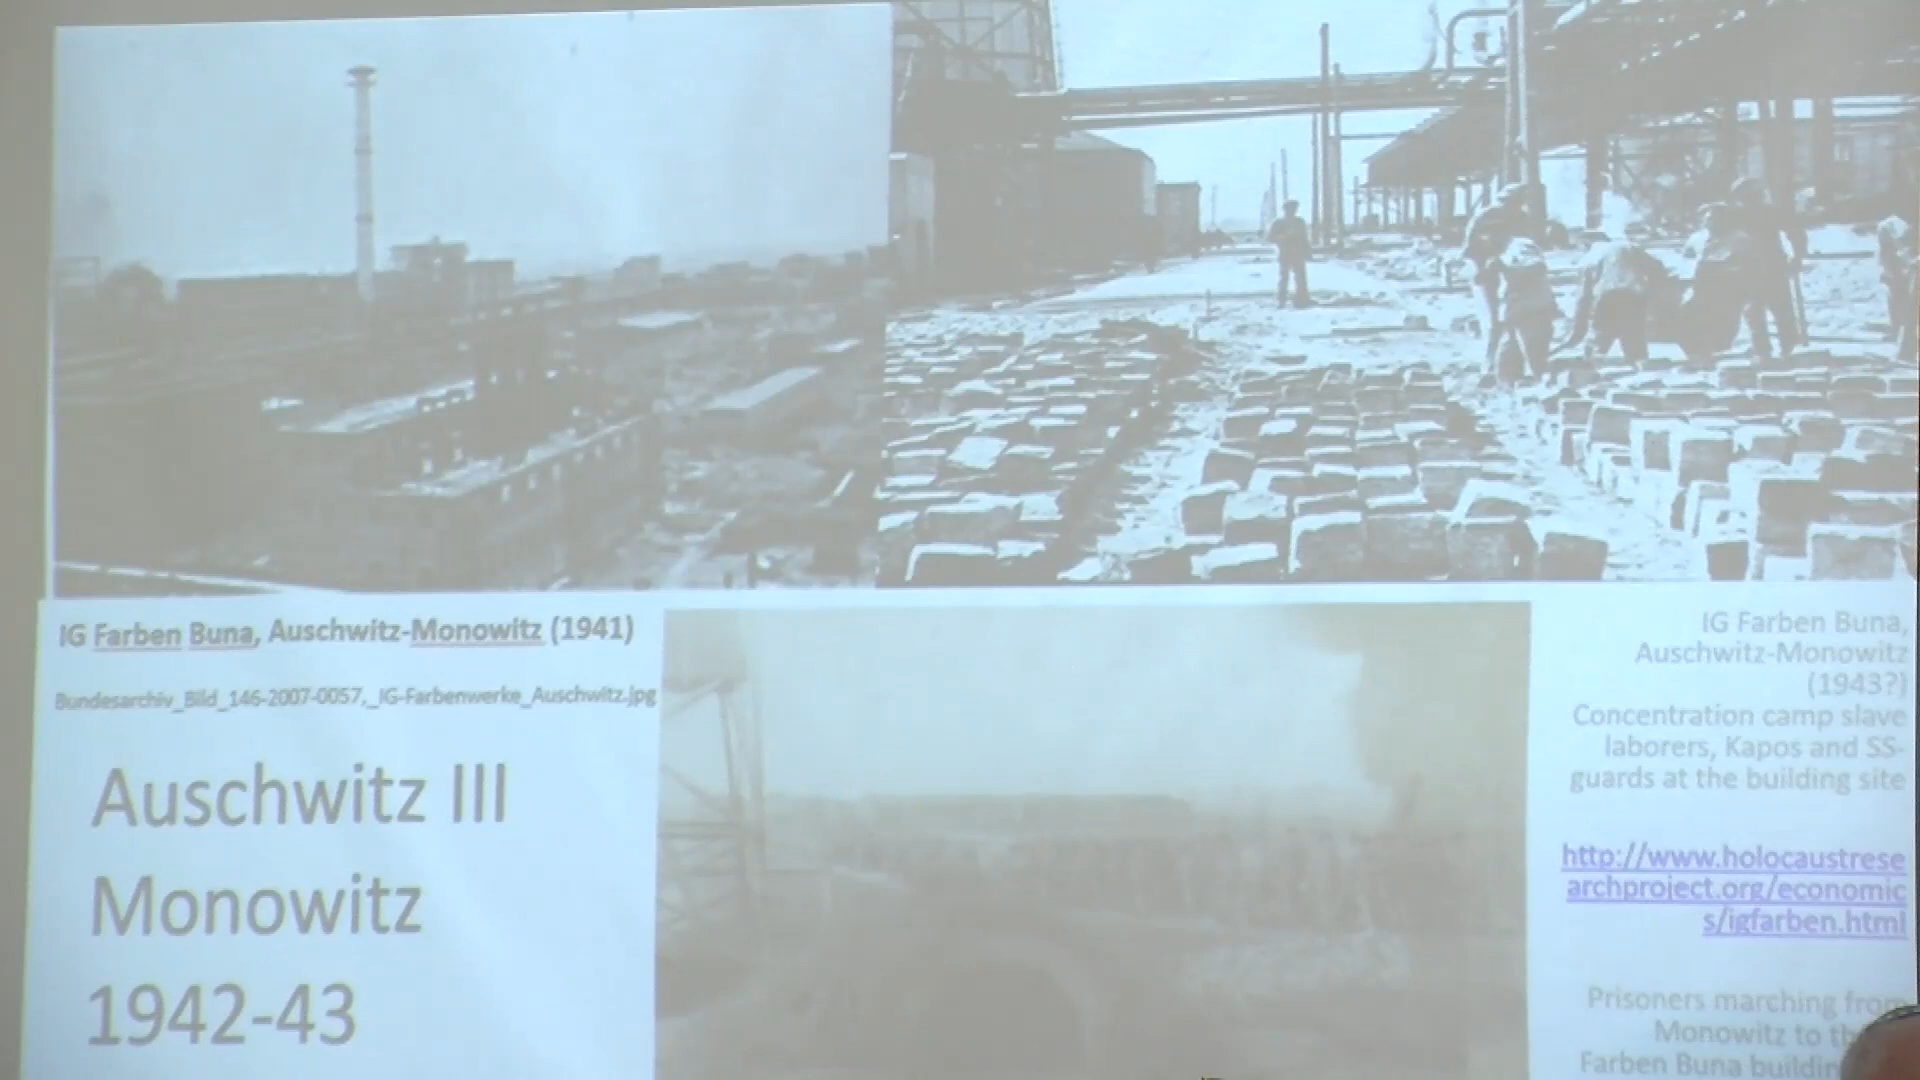 IG Farben Buna, Auschwitz-Monowitz (1941)
Bundesarchiv_Bild_146-2007-0057,_IG-Farbenwerke_Auschwitz.jpg
Auschwitz III
Monowitz
1942-43
IG Farben Buna,
Auschwitz-Monowitz
(1943?)
Concentration camp slave
laborers, Kapos and SS-
guards at the building site
http://www.holocaustrese
archproject.org/economic
s/igfarben.html
Prisoners marching from
Monowitz to
Farben Buna